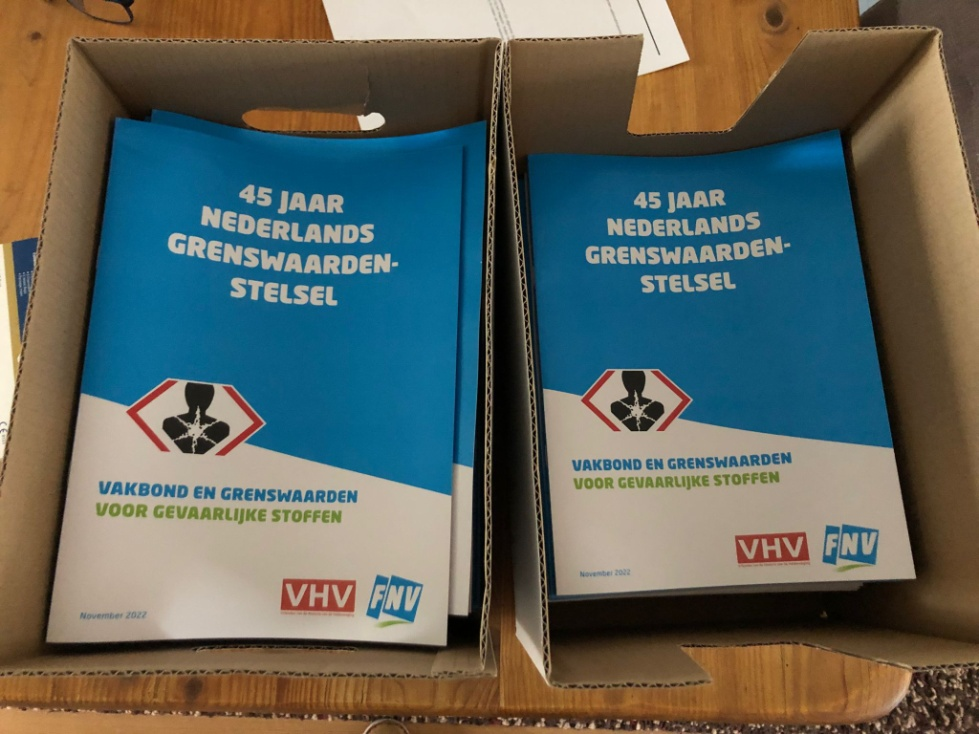 45 JAAR
NEDERLANDS
GRENSWAARDEN-
STELSEL
VAKBOND EN GRENSWAARDEN
VOOR GEVAARLIJKE STOFFEN
November 2022
VHV
FNV
45 JAAR
NEDERLANDS
GRENSWAARDEN-
STELSEL
VAKBOND EN GRENSWAARDEN
VOOR GEVAARLIJKE STOFFEN
November 2022
VHV
FNV